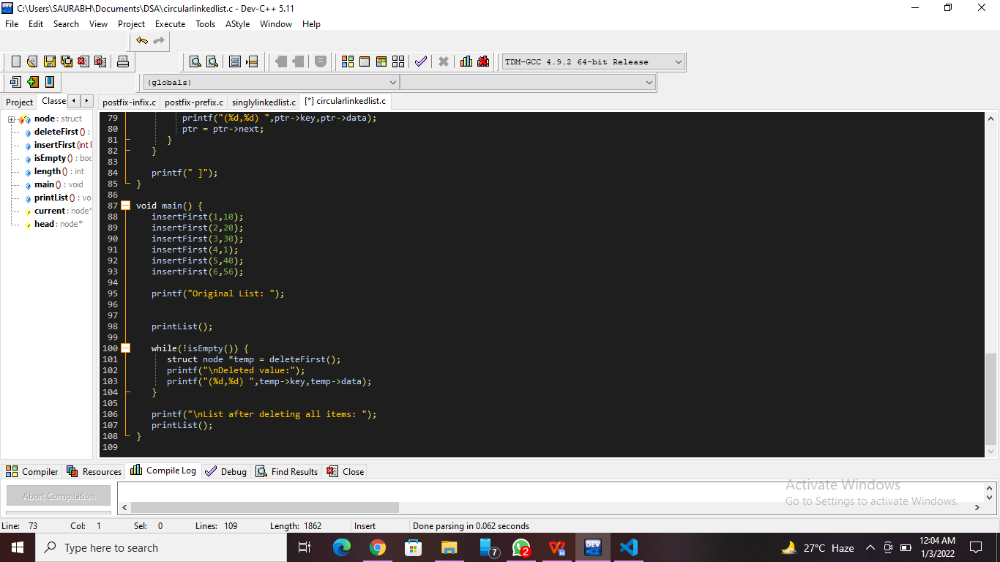 C:\Users\SAURABH\Documents\DSA\circularlinkedlist.c - Dev-C++ 5.11
File Edit Search View Project Execute Tools AStyle Window Help
TDM-GCC 4.9.2 64-bit Release
(globals)
Project Classe postfix-infix.c postfix-prefix.c singlylinkedlist.c [*] circularlinkedlist.c
node : struct
deleteFirst () :
insertFirst (int
isEmpty () : boo
length () : int
main () : void
printList () : vo
current : node*
head : node*
79 printf("(%d,%d) ",ptr->key,ptr->data);
80 ptr = ptr->next;
81 }
82 }
83
84 printf(" ]");
85 }
86
87 void main() {
88 insertFirst(1,10);
89 insertFirst(2,20);
90 insertFirst(3,30);
91 insertFirst(4,1);
92 insertFirst(5,40);
93 insertFirst(6,56);
94
95 printf("Original List: ");
96
97
98 printList();
99
100 while(!isEmpty()) {
101 struct node *temp = deleteFirst();
102 printf("\nDeleted value:");
103 printf("(%d,%d) ",temp->key,temp->data);
104 }
105
106 printf("\nList after deleting all items: ");
107 printList();
108 }
109
Compiler Resources Compile Log Debug Find Results Close
Abort Compilation
Activate Windows
Go to Settings to activate Windows.
Line: 73 Col: 1 Sel: 0 Lines: 109 Length: 1862 Insert Done parsing in 0.062 seconds
Type here to search
7
2
DEV
27°C Haze
12:04 AM
1/3/2022